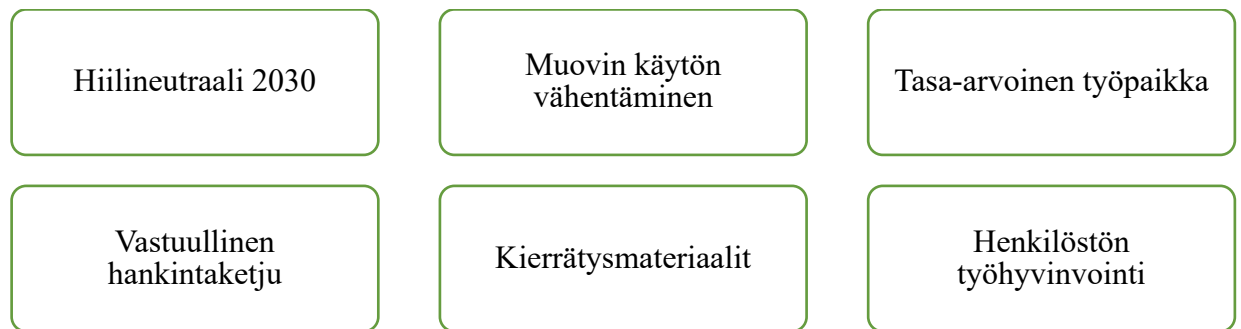 Hiilineutraali 2030
Muovin käytön
vähentäminen
Tasa-arvoinen työpaikka
Vastuullinen
hankintaketju
Kierrätysmateriaalit
Henkilöstön
työhyvinvointi